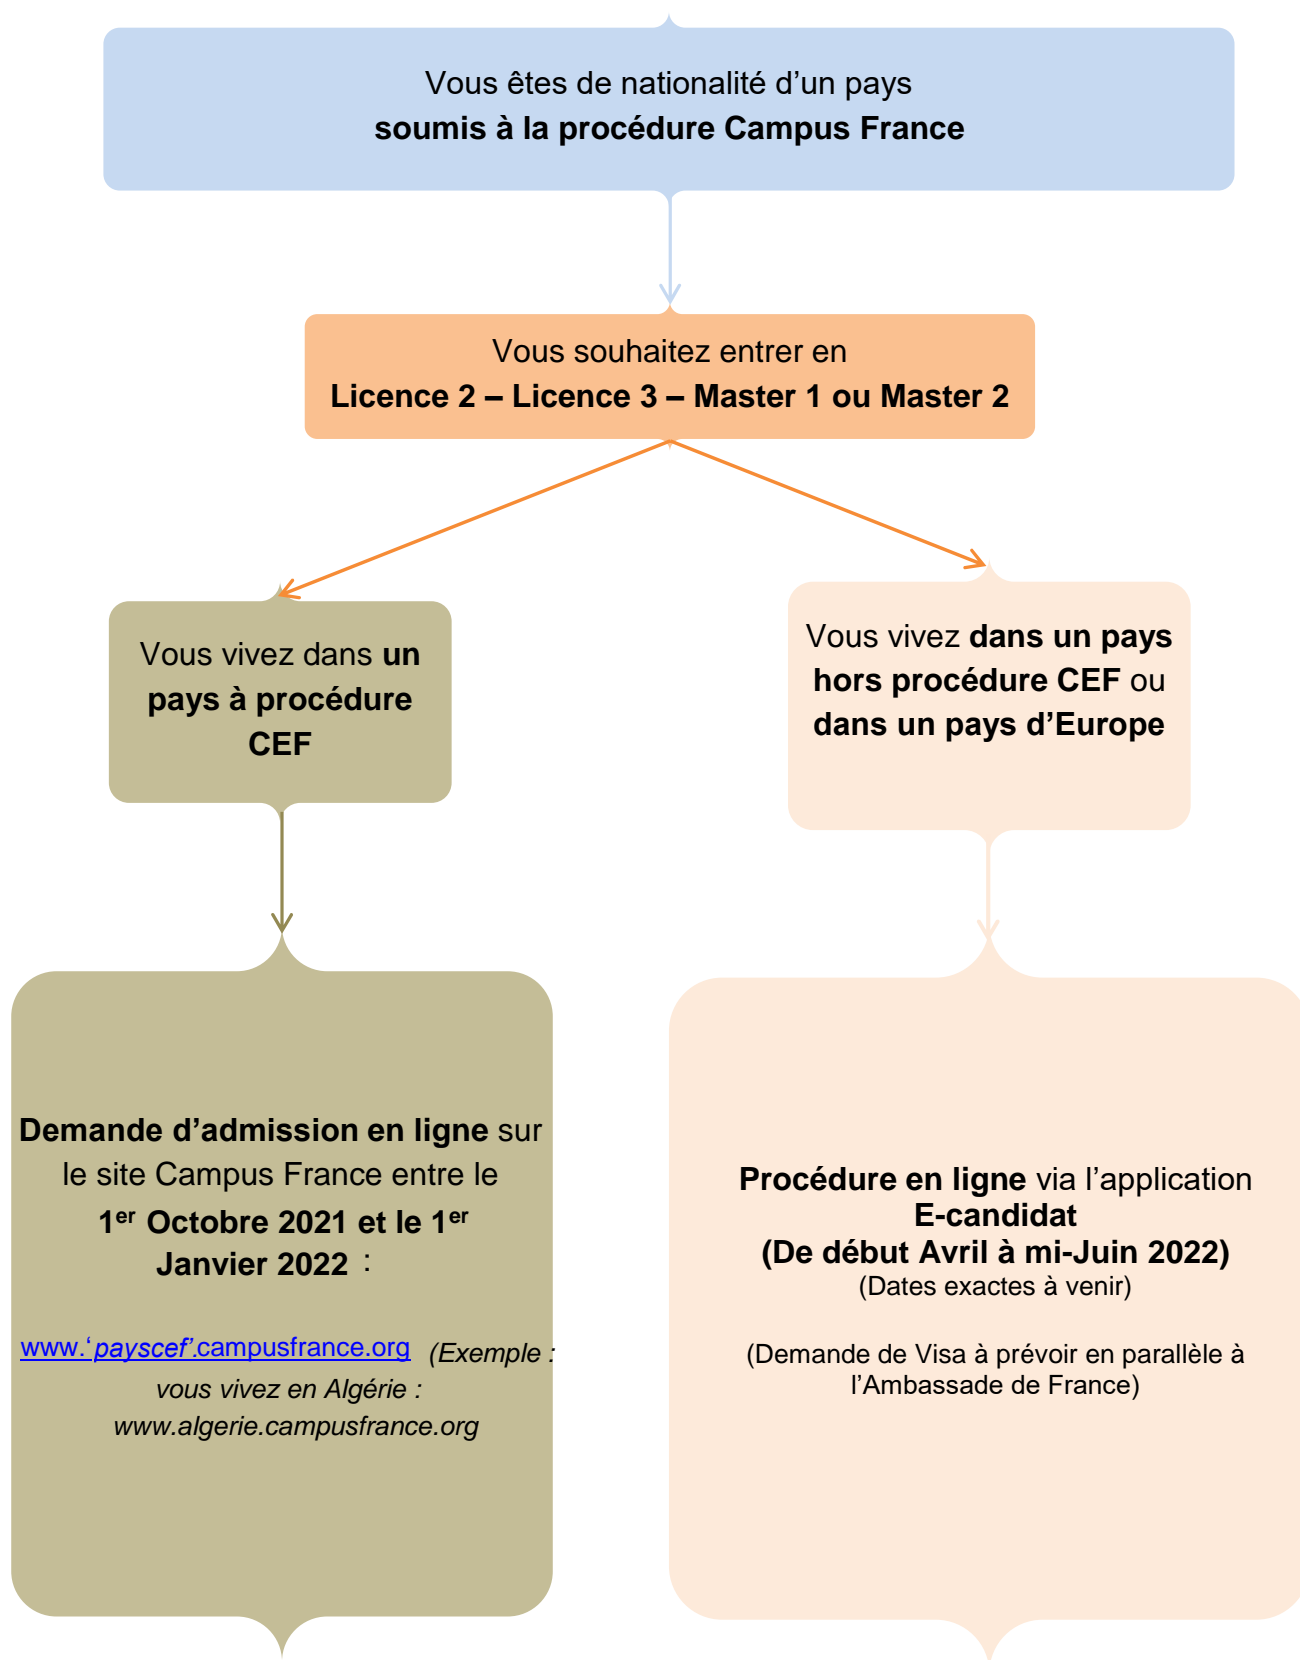 Vous êtes de nationalité d’un pays
soumis à la procédure Campus France
Vous souhaitez entrer en
Licence 2 – Licence 3 – Master 1 ou Master 2
Vous vivez dans un
pays à procédure
CEF
Vous vivez dans un pays
hors procédure CEF ou
dans un pays d’Europe
Demande d’admission en ligne sur
le site Campus France entre le
1er Octobre 2021 et le 1er
Janvier 2022 :
www.‘payscef’.campusfrance.org (Exemple :
vous vivez en Algérie :
www.algerie.campusfrance.org
Procédure en ligne via l’application
E-candidat
(De début Avril à mi-Juin 2022)
(Dates exactes à venir)
(Demande de Visa à prévoir en parallèle à
l’Ambassade de France)